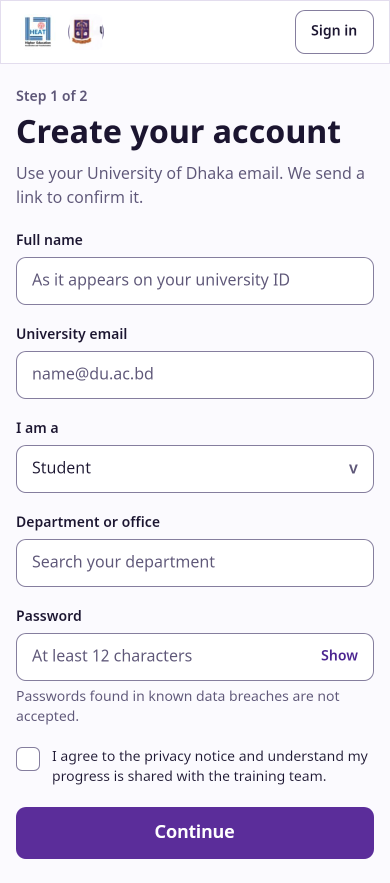 HEAT
Sign in
Step 1 of 2
Create your account
Use your University of Dhaka email. We send a
link to confirm it.
Full name
As it appears on your university ID
University email
name@du.ac.bd
I am a
Student
v
Department or office
Search your department
Password
At least 12 characters
Show
Passwords found in known data breaches are not
accepted.
I agree to the privacy notice and understand my
progress is shared with the training team.
Continue